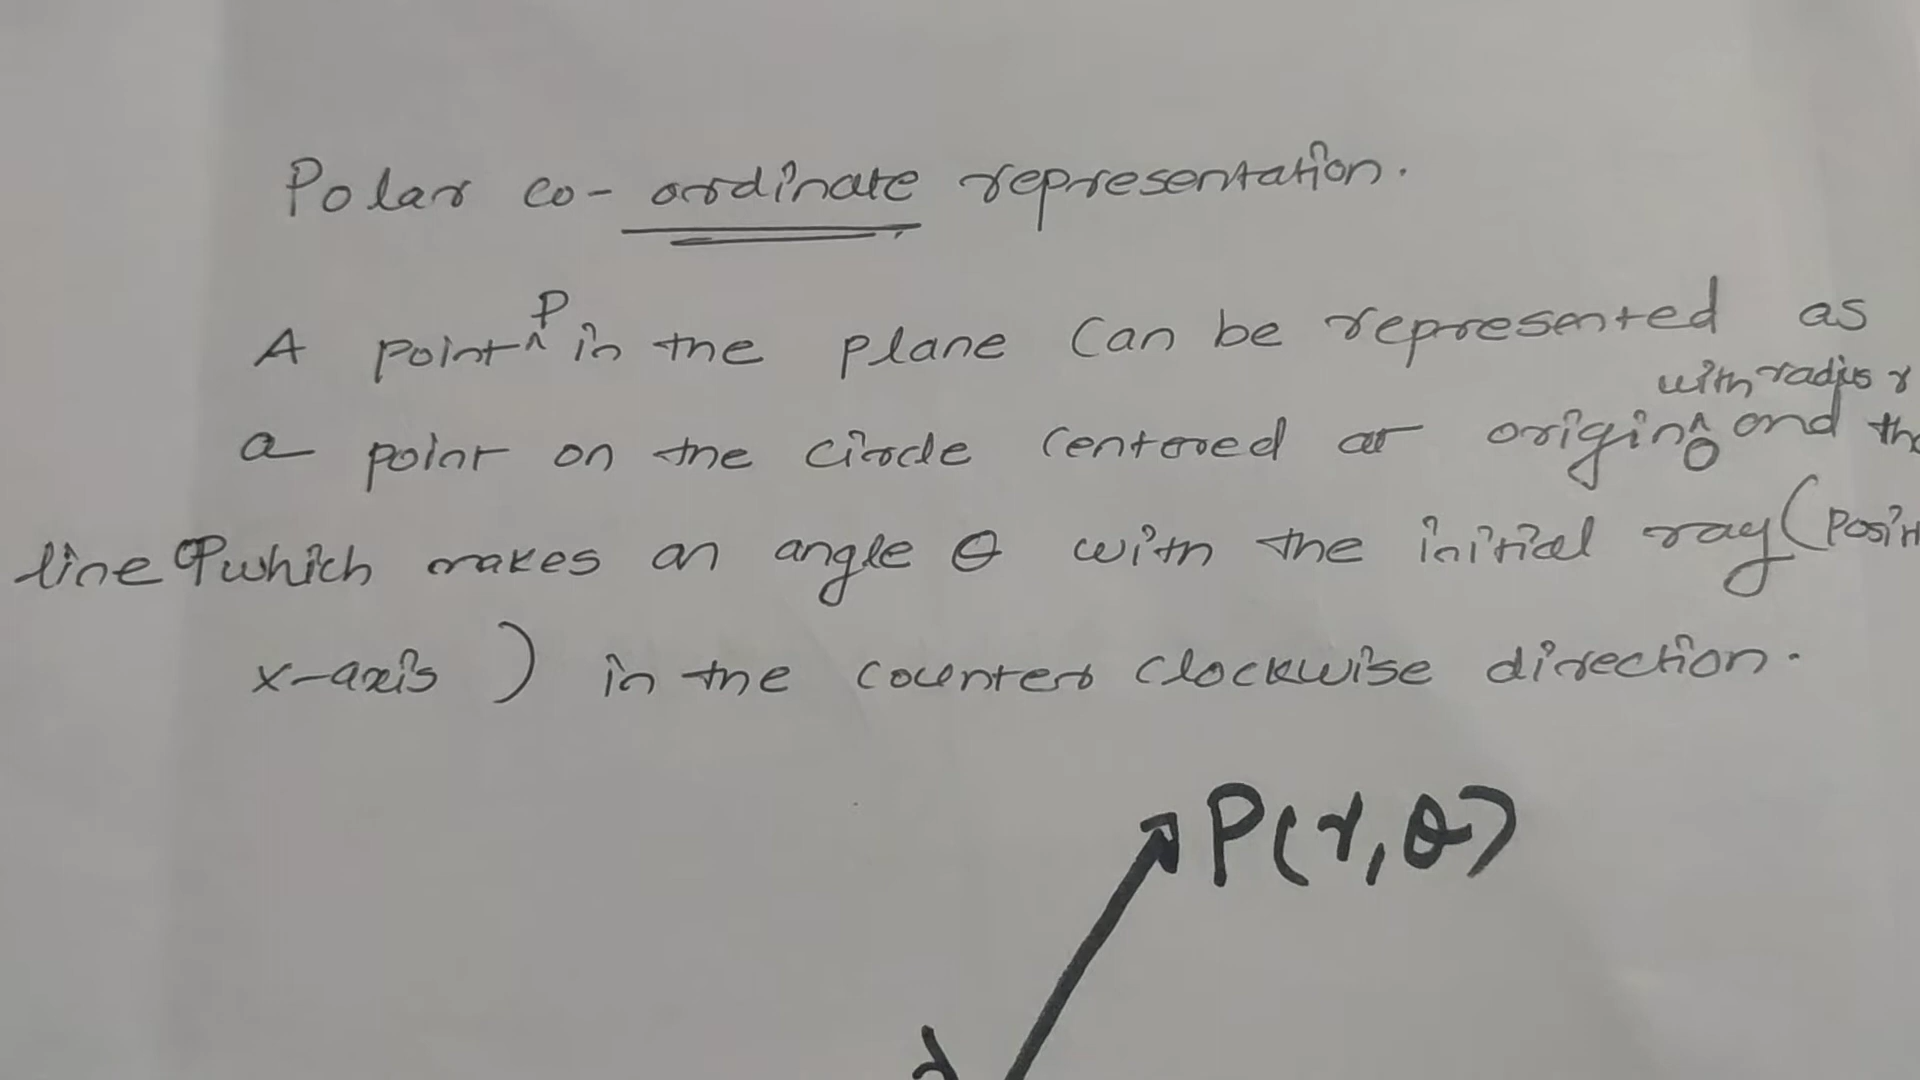 Polar co-ordinate representation.
A point P in the plane can be represented as
a point on the circle centered at origin O with radius r and the
line OP which makes an angle θ with the initial ray (Posit
x-axis) in the counter clockwise direction.
P(r, θ)
r